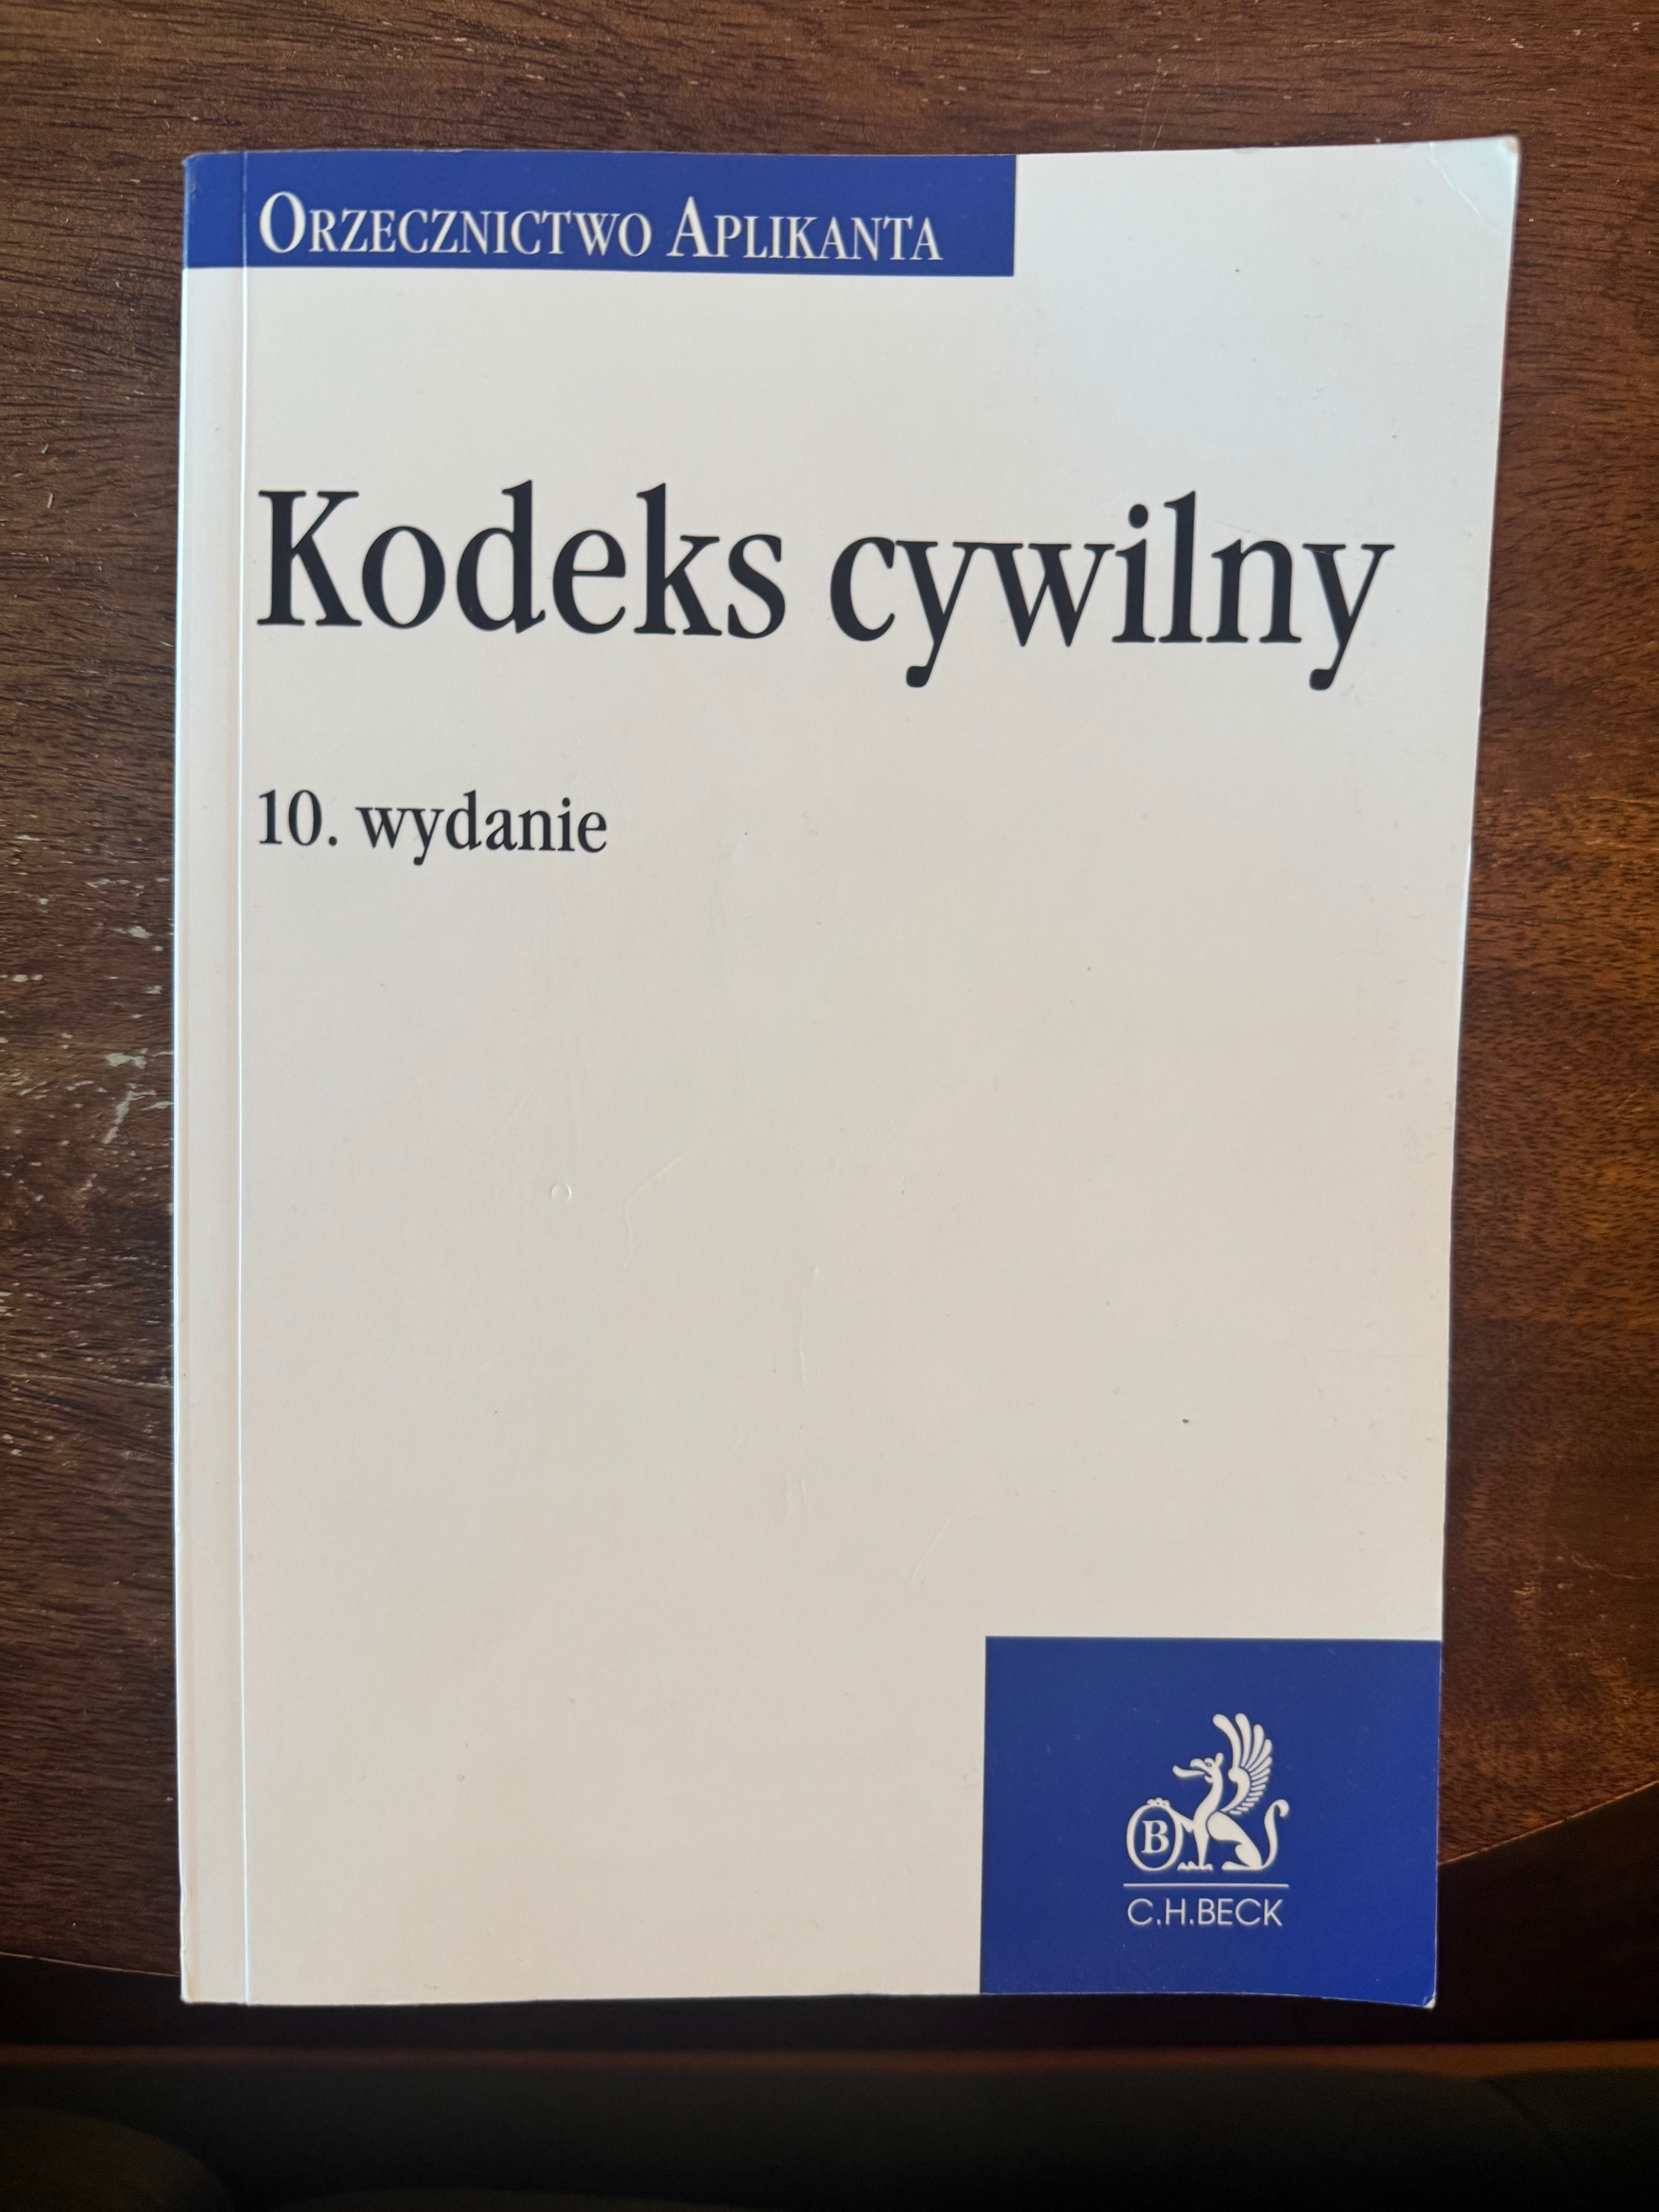 ORZECZNICTWO APLIKANTA
Kodeks cywilny
10. wydanie
B
C.H.BECK